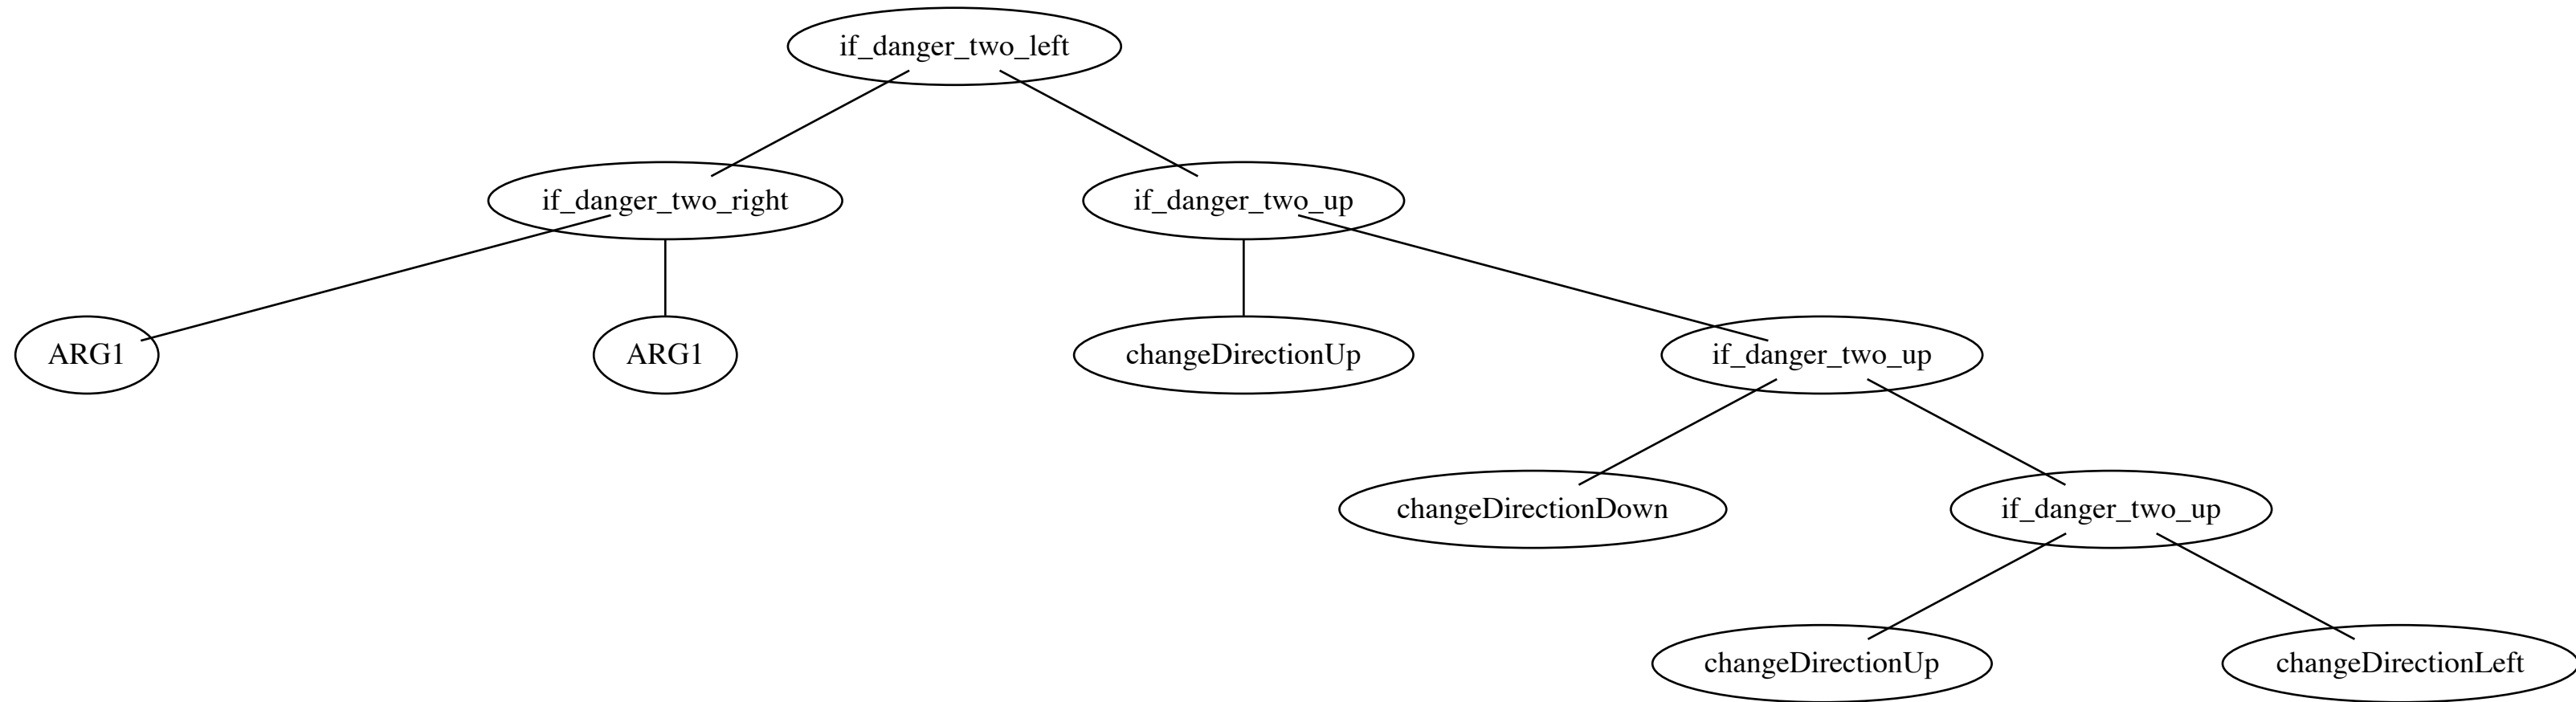 if_danger_two_left
if_danger_two_right
if_danger_two_up
ARG1
ARG1
changeDirectionUp
if_danger_two_up
changeDirectionDown
if_danger_two_up
changeDirectionUp
changeDirectionLeft